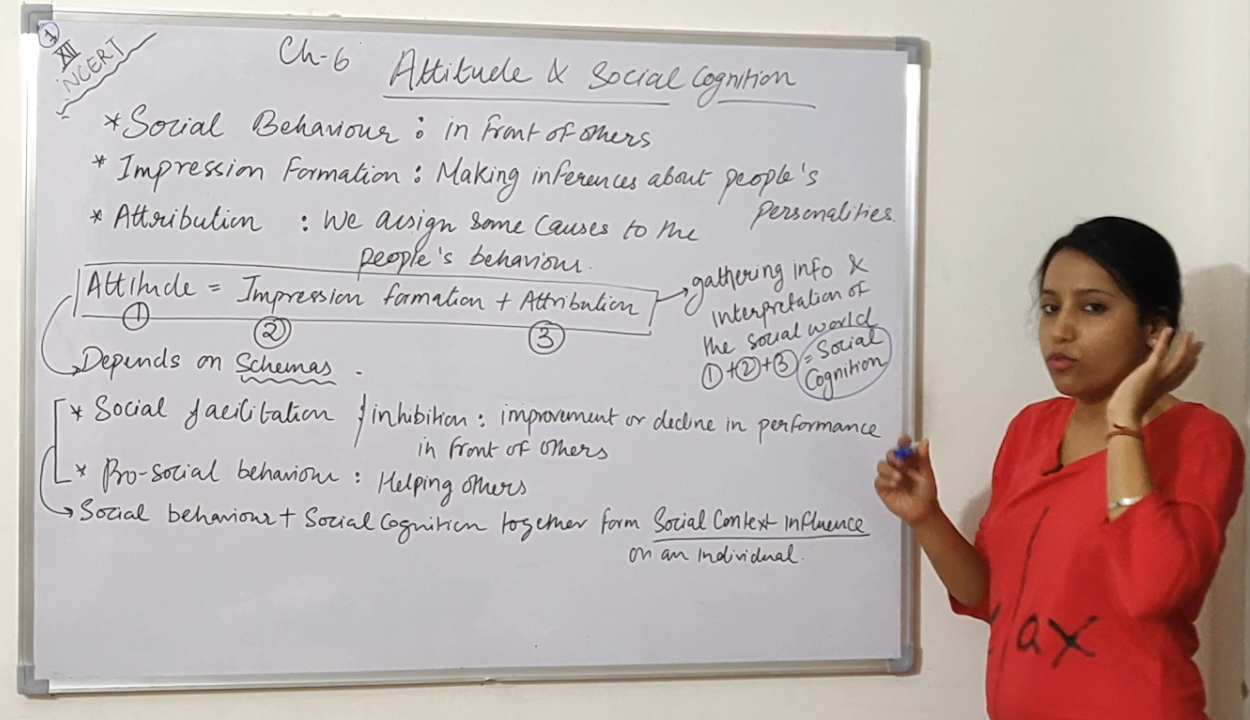 1
XII
NCERT
Ch-6 Attitude & Social Cognition
* Social Behaviour : in front of others
* Impression Formation : Making inferences about people's
personalities.
* Attribution : We assign some causes to the
people's behaviour.
Attitude = Impression formation + Attribution
1 2 3
gathering info &
interpretation of
the social world
1 + 2 + 3 = Social
Cognition
Depends on Schemas .
* Social facilitation / inhibition : improvement or decline in performance
in front of others
* Pro-social behaviour : Helping others
Social behaviour + Social Cognition together form Social Context influence
on an individual.
lax